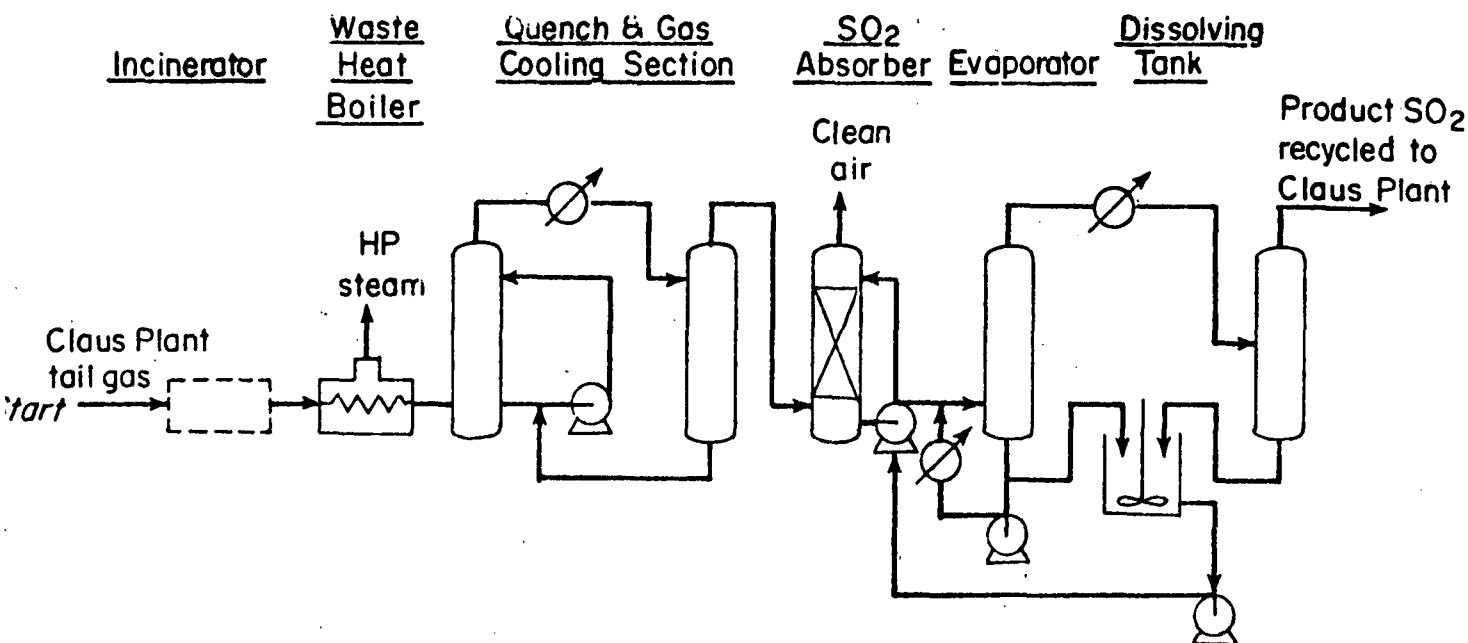 Incinerator
Waste
Heat
Boiler
Quench & Gas
Cooling Section
SO2
Absorber
Evaporator
Dissolving
Tank
Product SO2
recycled to
Claus Plant
Clean
air
HP
steam
Claus Plant
tail gas
tart